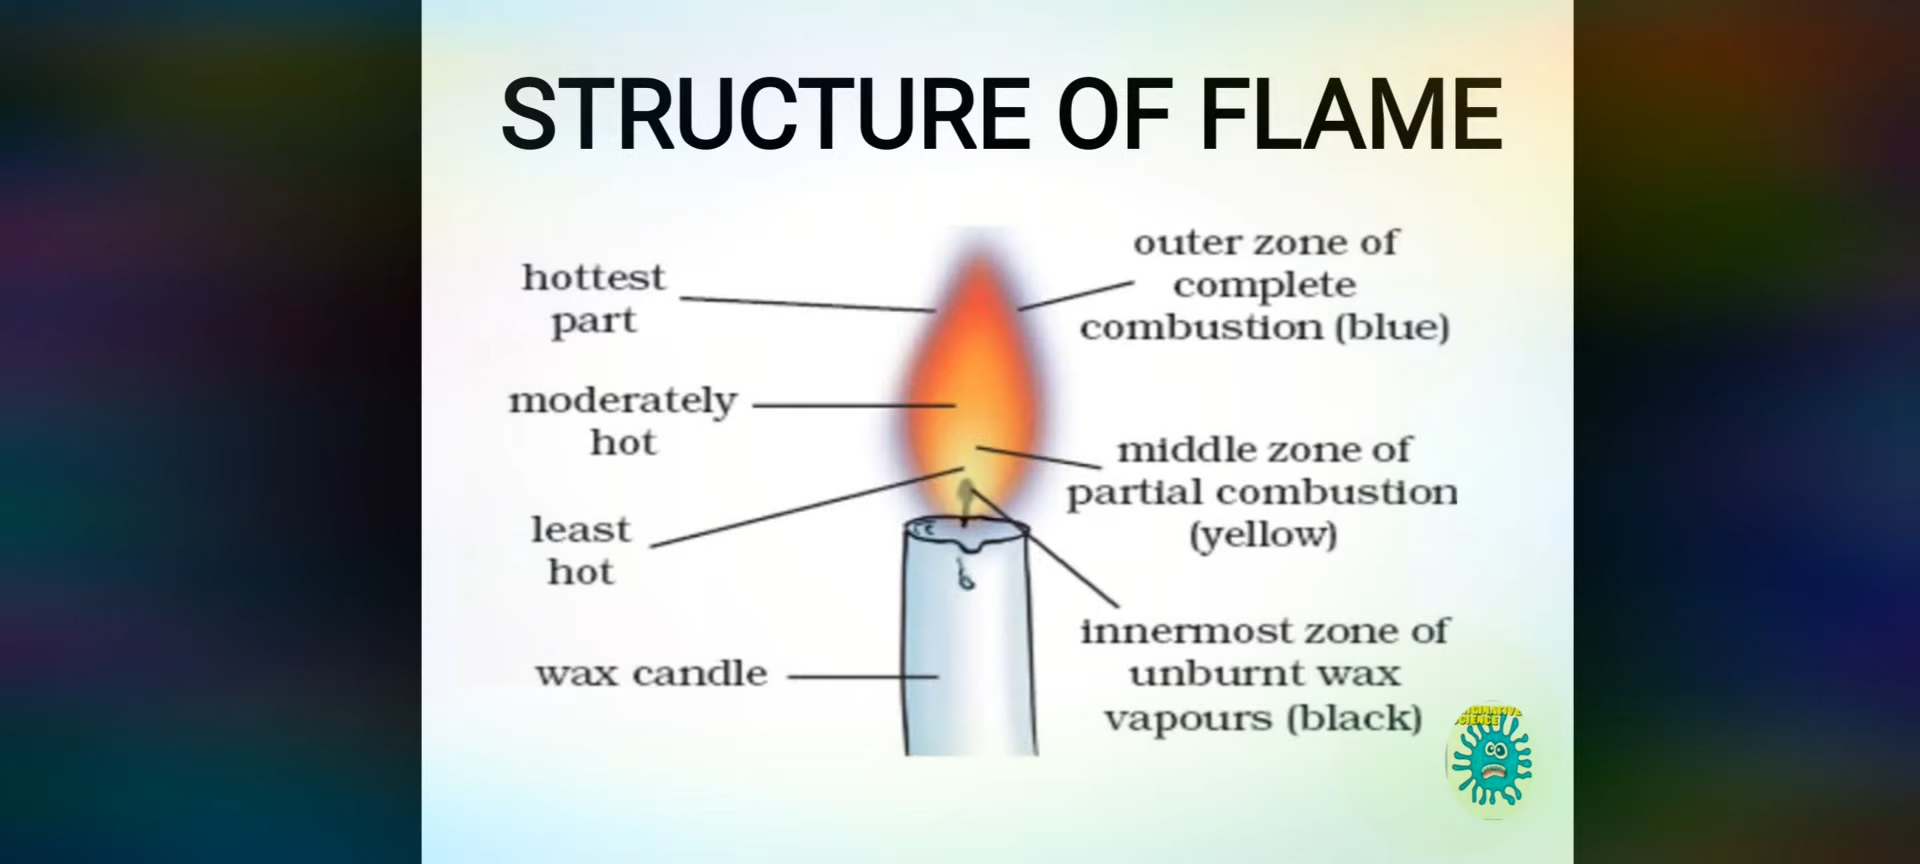 STRUCTURE OF FLAME
hottest
part
moderately
hot
least
hot
wax candle
outer zone of
complete
combustion (blue)
middle zone of
partial combustion
(yellow)
innermost zone of
unburnt wax
vapours (black)
SCIENCE